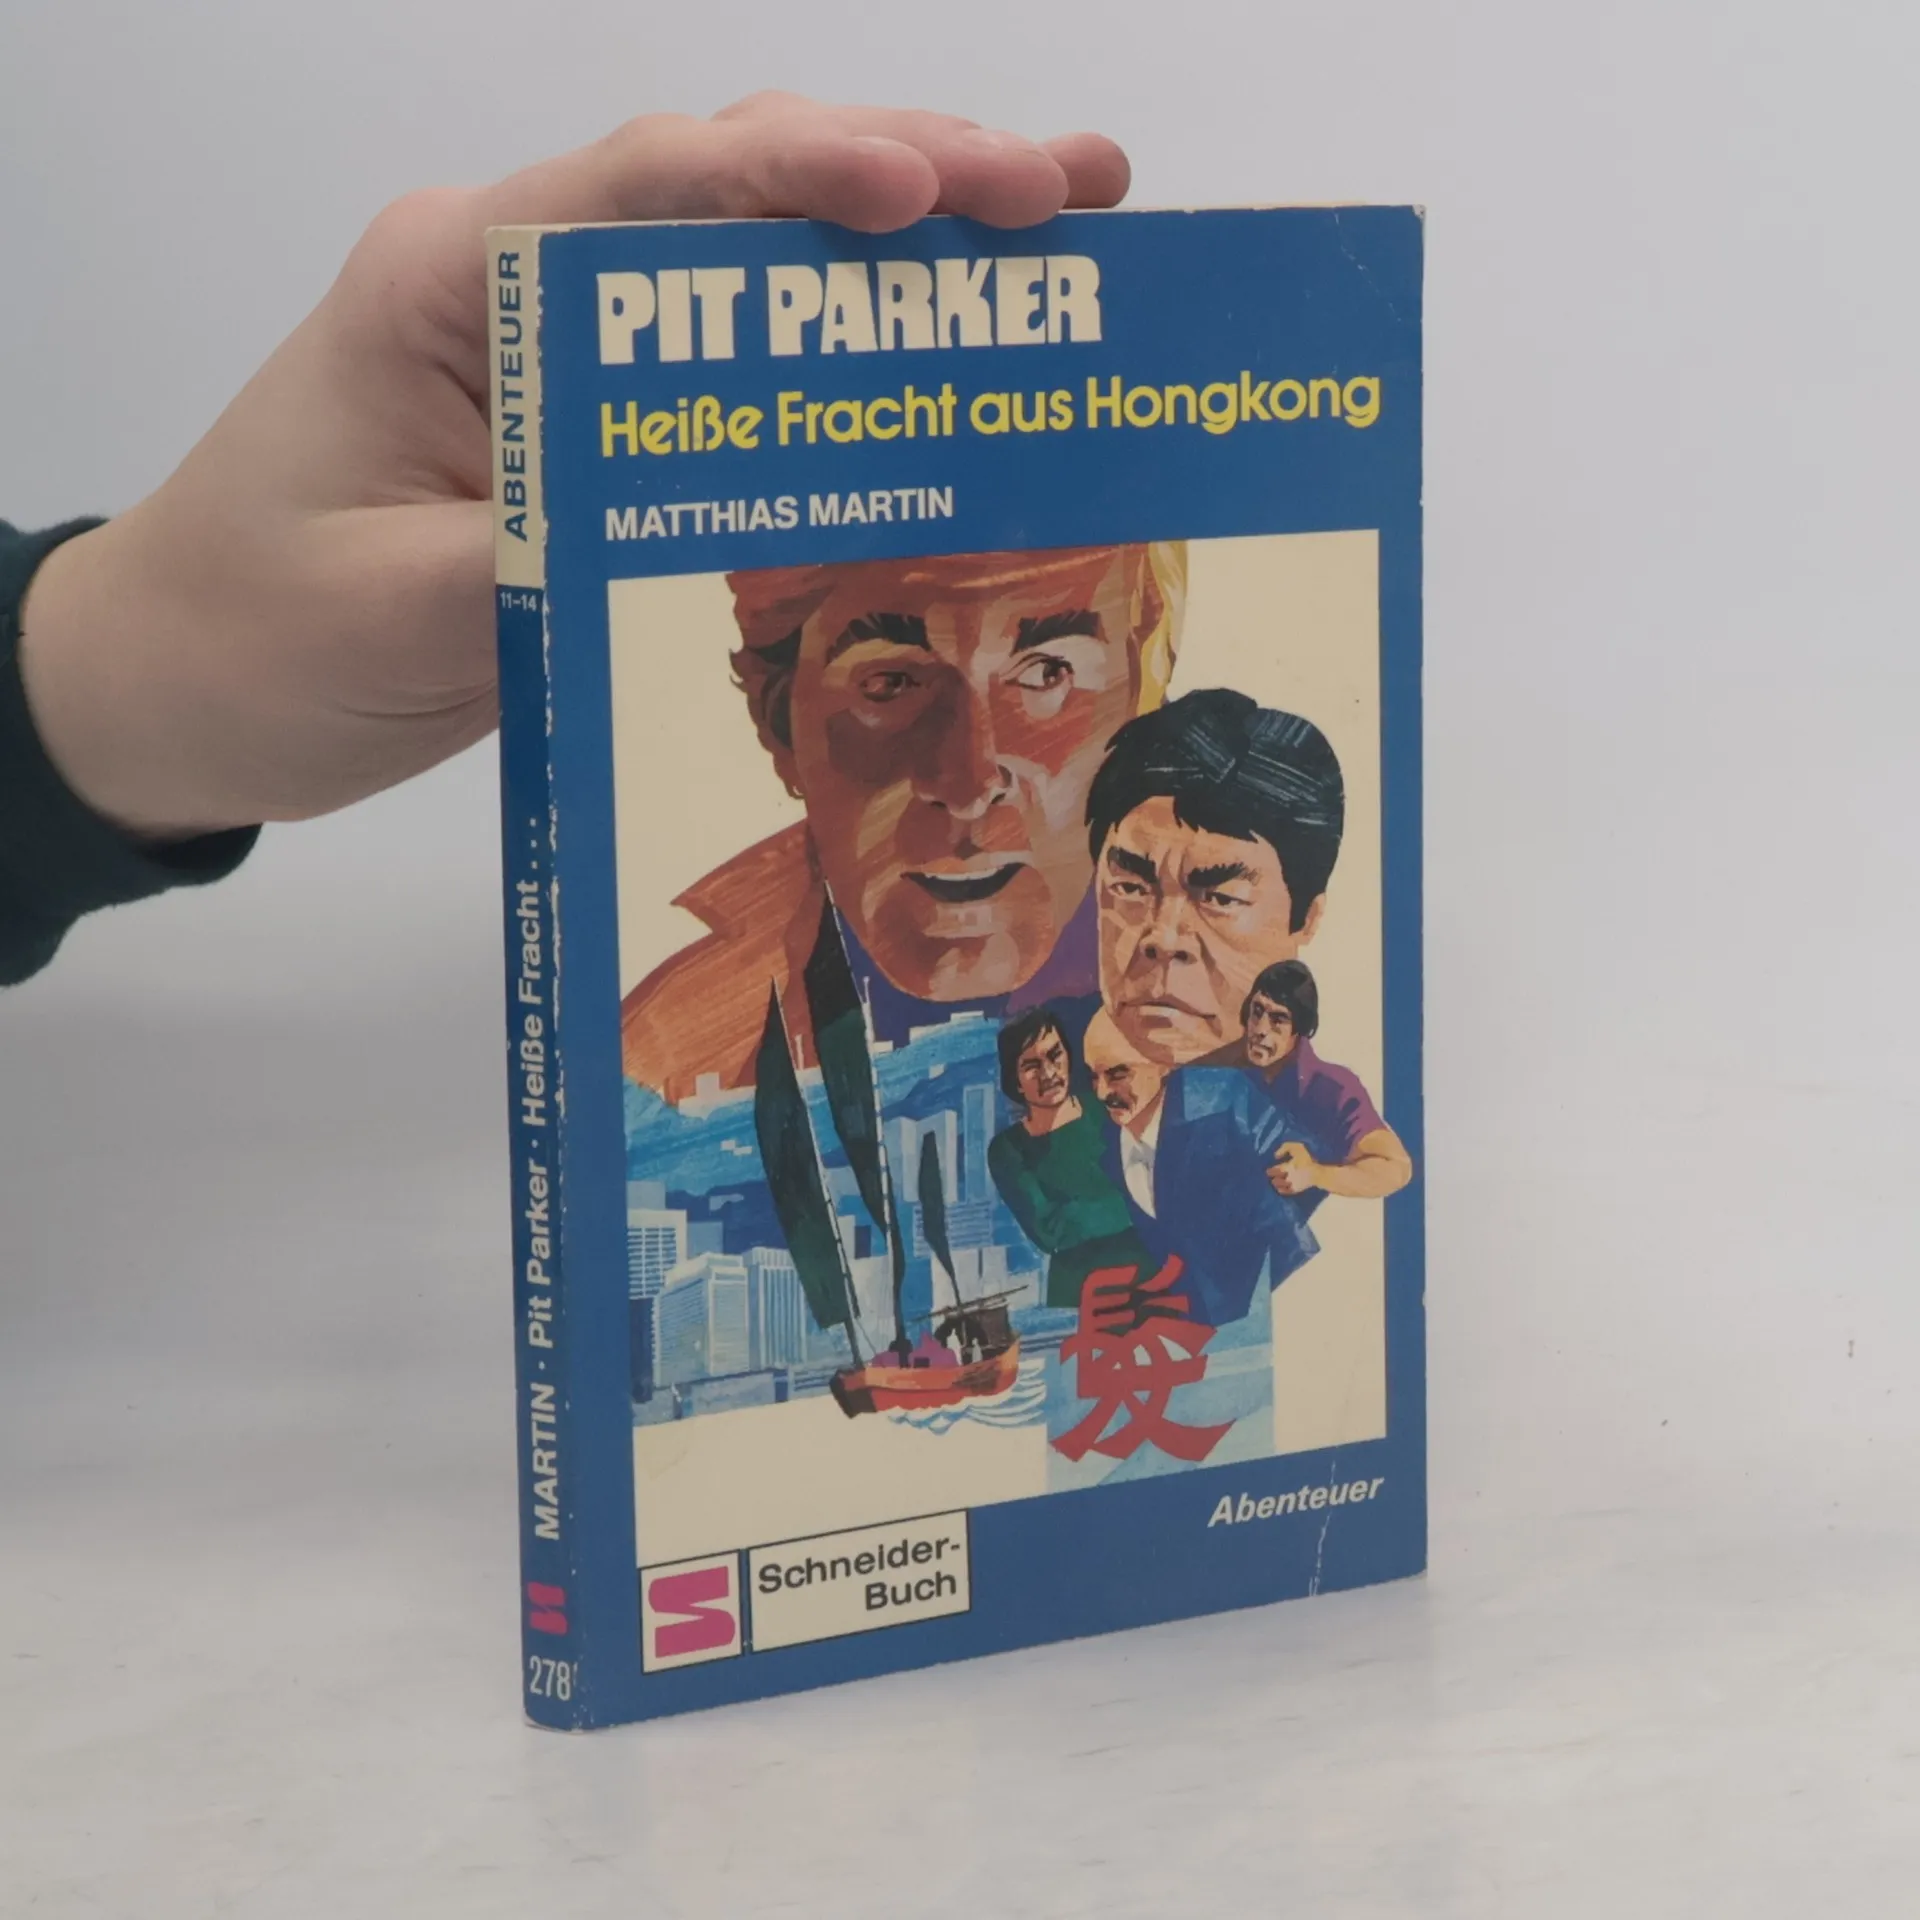 PIT PARKER
Heiße Fracht aus Hongkong
MATTHIAS MARTIN
髮
Abenteuer
Schneider-
Buch
ABENTEUER
11-14
MARTIN · Pit Parker · Heiße Fracht...
278